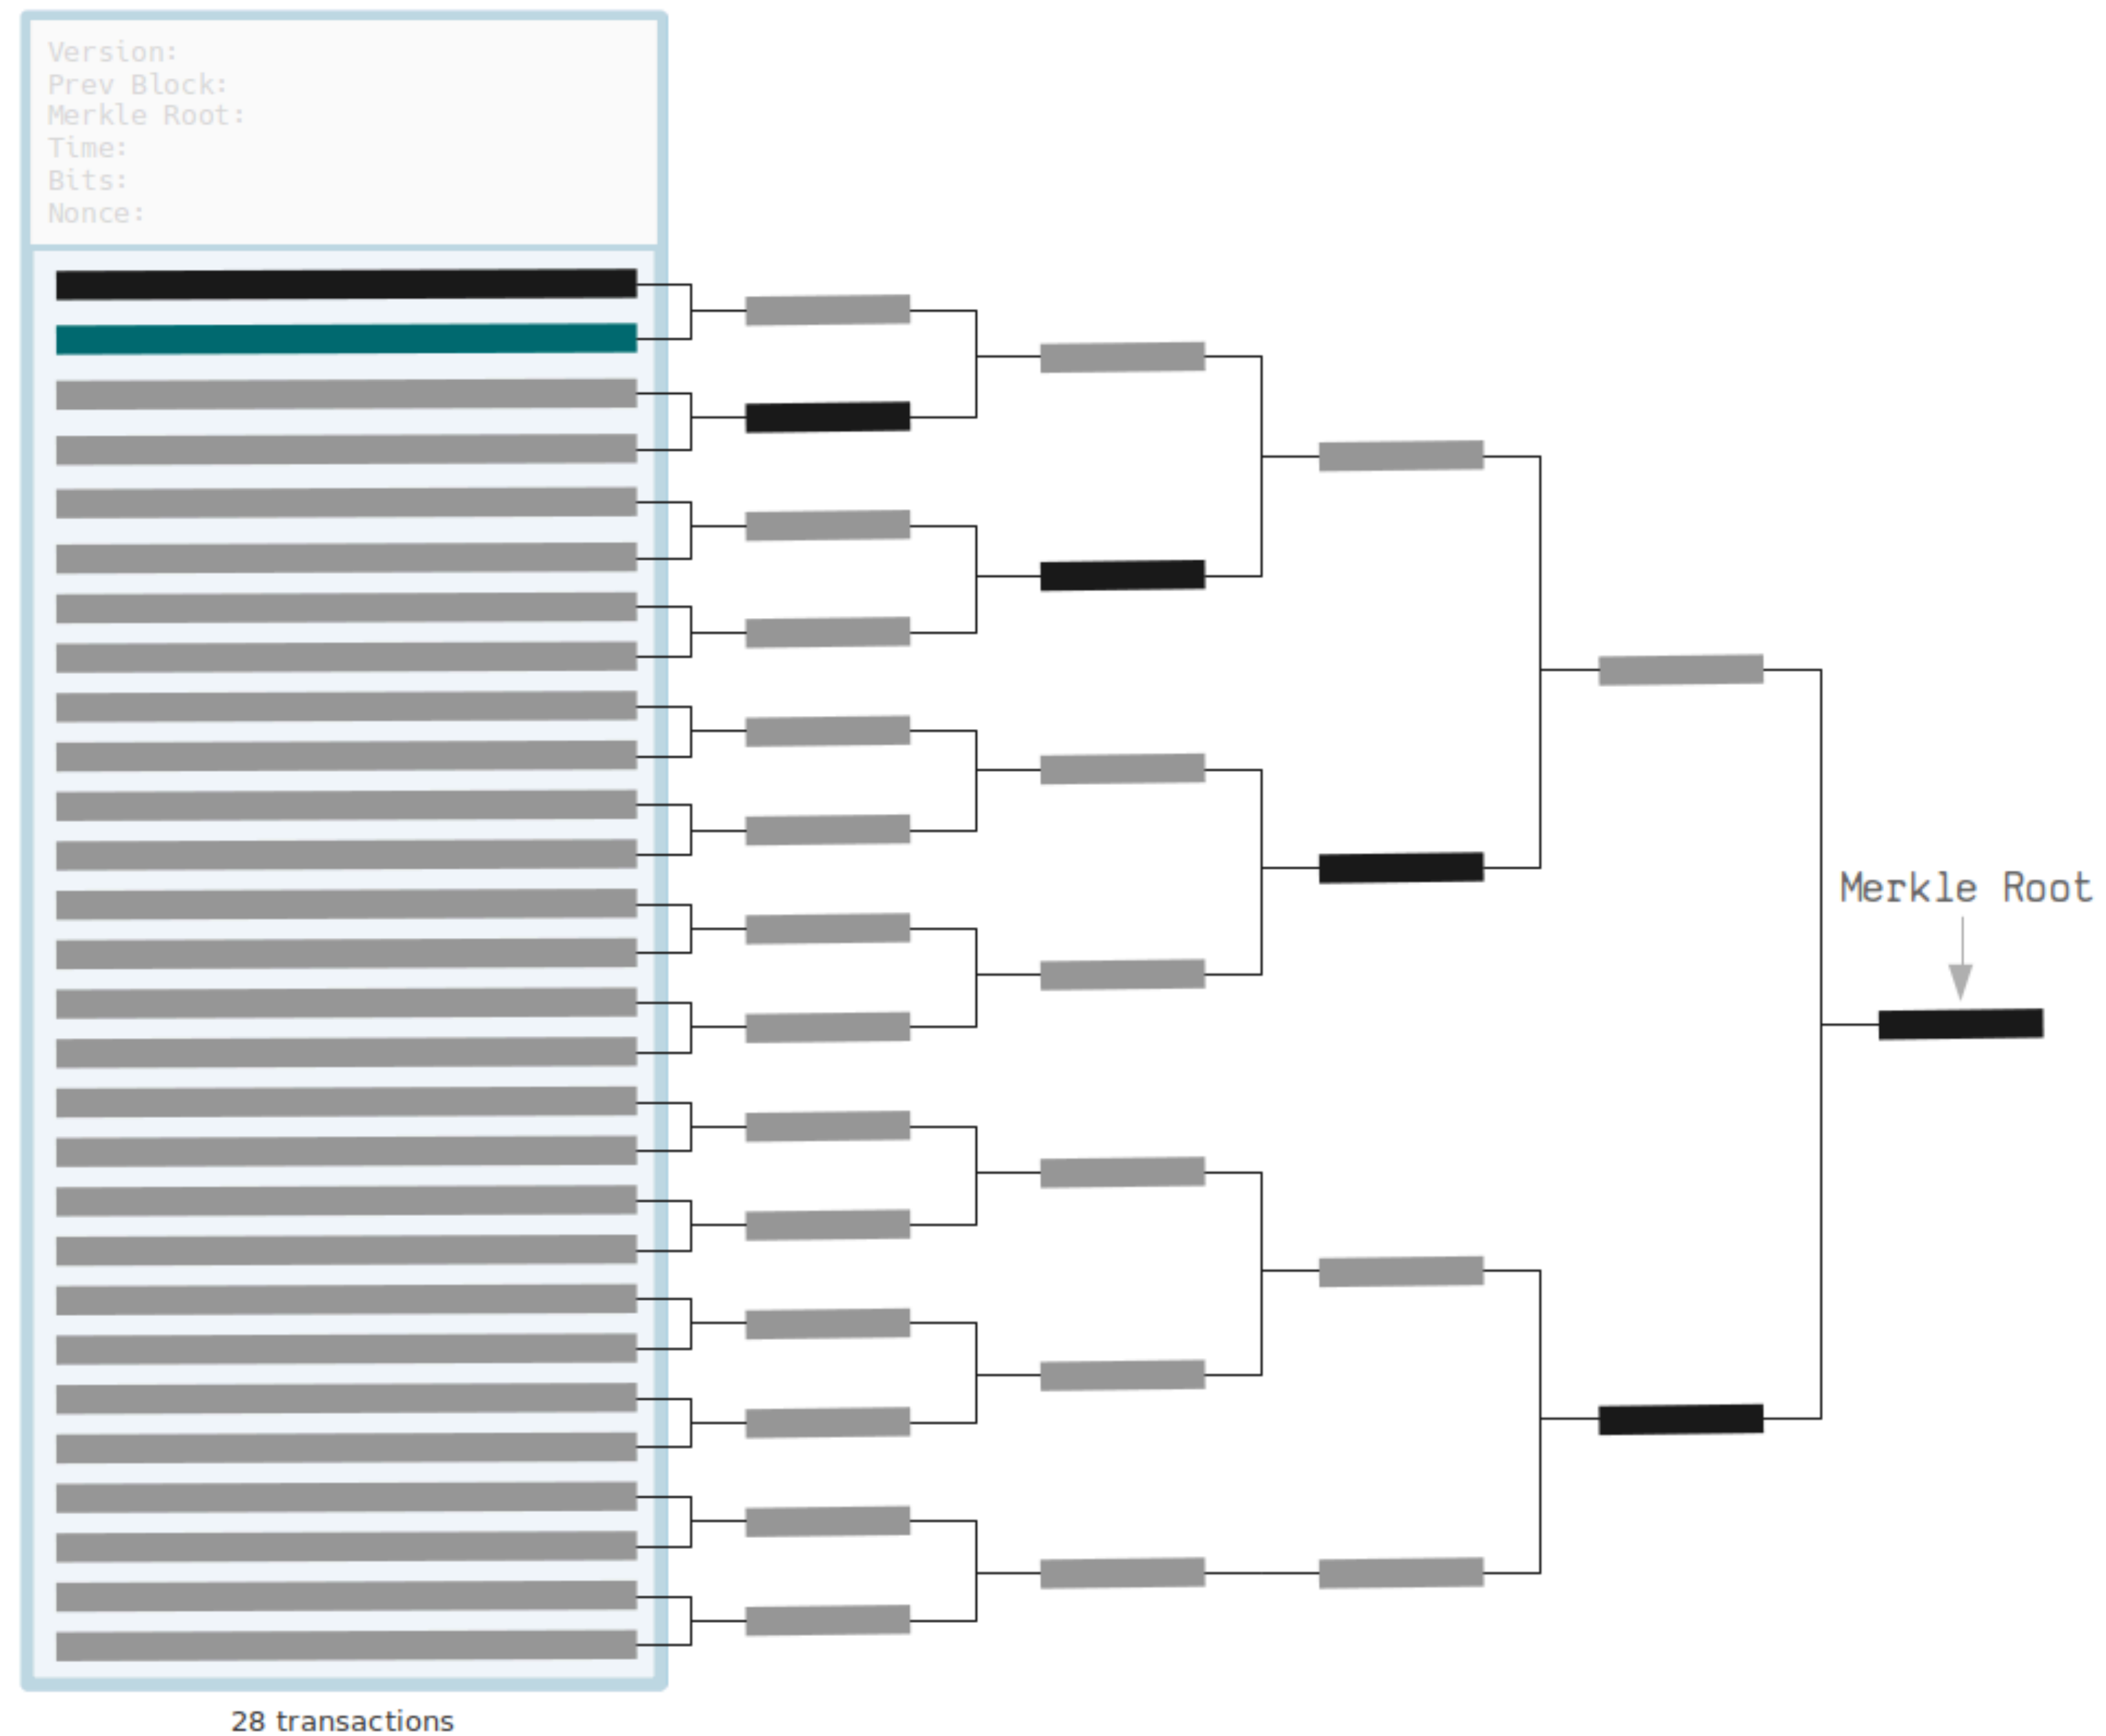 Version:
Prev Block:
Merkle Root:
Time:
Bits:
Nonce:
Merkle Root
28 transactions